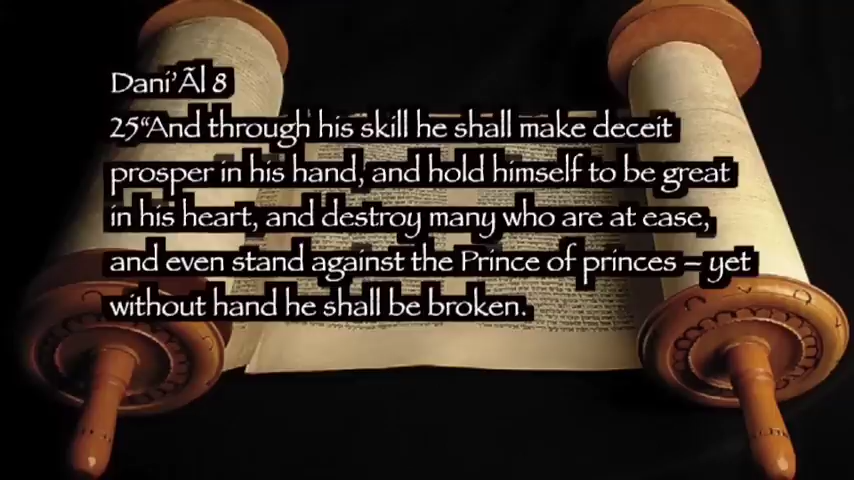 Dani’Ãl 8
25“And through his skill he shall make deceit
prosper in his hand, and hold himself to be great
in his heart, and destroy many who are at ease,
and even stand against the Prince of princes – yet
without hand he shall be broken.